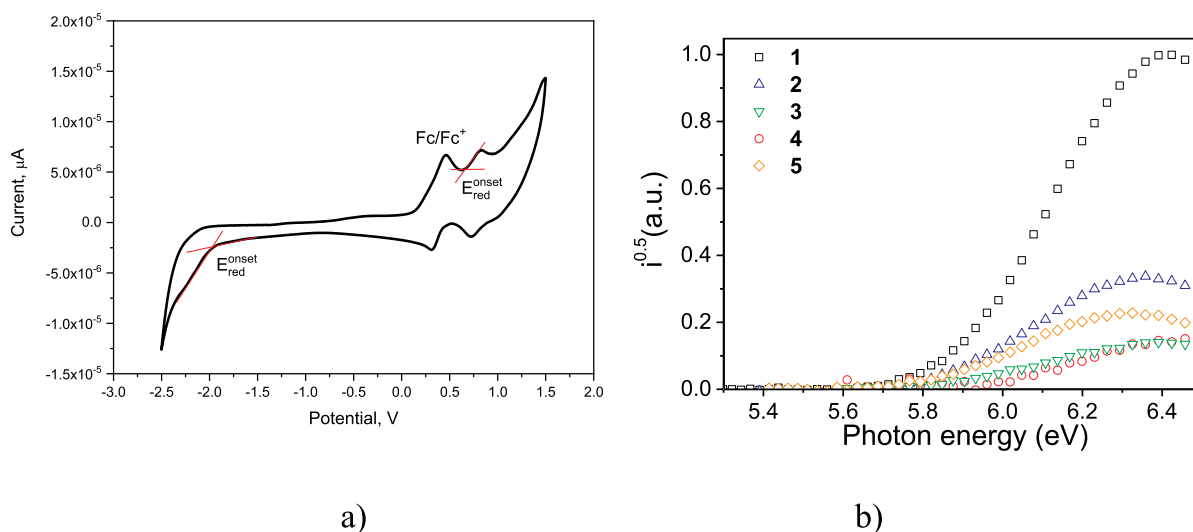 2.0x10⁻⁵
1.5x10⁻⁵
1.0x10⁻⁵
5.0x10⁻⁶
0.0
-5.0x10⁻⁶
-1.0x10⁻⁵
-1.5x10⁻⁵
Current, µA
Fc/Fc⁺
E_red^onset
E_red^onset
-3.0 -2.5 -2.0 -1.5 -1.0 -0.5 0.0 0.5 1.0 1.5 2.0
Potential, V
a)
1.0
0.8
0.6
0.4
0.2
0.0
i^0.5(a.u.)
1
2
3
4
5
5.4 5.6 5.8 6.0 6.2 6.4
Photon energy (eV)
b)